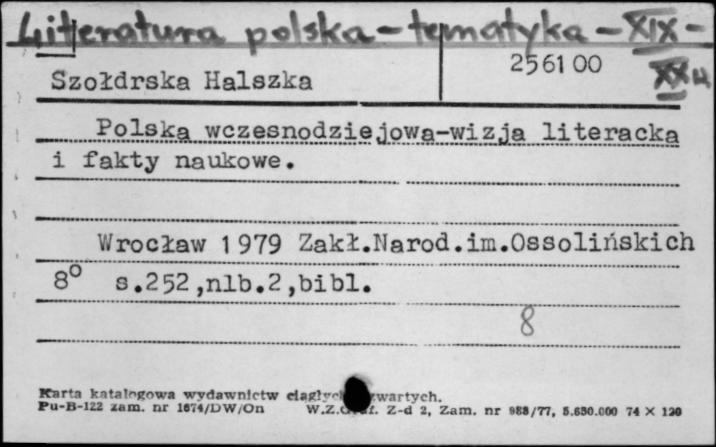 Literatura polska - tematyka - XIX -
XX w
256100
Szołdrska Halszka
Polska wczesnodziejowa-wizja literacka
i fakty naukowe.
Wrocław 1979 Zakł.Narod.im.Ossolińskich
8° s.252,nlb.2,bibl.
8
Karta katalogowa wydawnictw zwartych.
Pu-B-122 zam. nr 1674/DW/On W.Z. Z-d 2, Zam. nr 988/77, 5.650.000 74 × 120